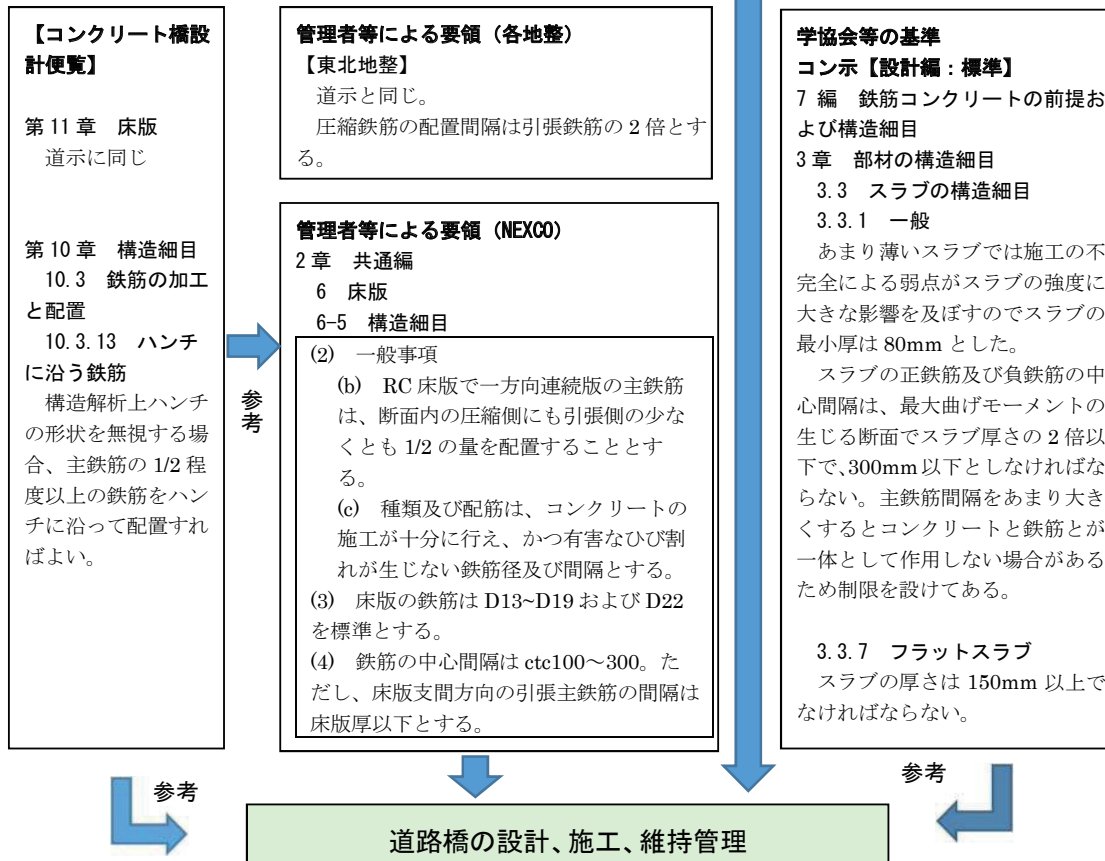 【コンクリート橋設
計便覧】
第11章 床版
道示に同じ
第10章 構造細目
10.3 鉄筋の加工
と配置
10.3.13 ハンチ
に沿う鉄筋
構造解析上ハンチ
の形状を無視する場
合、主鉄筋の 1/2 程
度以上の鉄筋をハン
チに沿って配置すれ
ばよい。
管理者等による要領（各地整）
【東北地整】
道示と同じ。
圧縮鉄筋の配置間隔は引張鉄筋の 2 倍とす
る。
参考
管理者等による要領（NEXCO）
2章 共通編
6 床版
6-5 構造細目
(2) 一般事項
(b) RC 床版で一方向連続版の主鉄筋
は、断面内の圧縮側にも引張側の少な
くとも 1/2 の量を配置することとす
る。
(c) 種類及び配筋は、コンクリートの
施工が十分に行え、かつ有害なひび割
れが生じない鉄筋径及び間隔とする。
(3) 床版の鉄筋は D13~D19 および D22
を標準とする。
(4) 鉄筋の中心間隔は ctc100～300。た
だし、床版支間方向の引張主鉄筋の間隔は
床版厚以下とする。
学協会等の基準
コン示【設計編：標準】
7 編 鉄筋コンクリートの前提お
よび構造細目
3章 部材の構造細目
3.3 スラブの構造細目
3.3.1 一般
あまり薄いスラブでは施工の不
完全による弱点がスラブの強度に
大きな影響を及ぼすのでスラブの
最小厚は 80mm とした。
スラブの正鉄筋及び負鉄筋の中
心間隔は、最大曲げモーメントの
生じる断面でスラブ厚さの 2 倍以
下で、300mm 以下としなければな
らない。主鉄筋間隔をあまり大き
くするとコンクリートと鉄筋とが
一体として作用しない場合がある
ため制限を設けてある。
3.3.7 フラットスラブ
スラブの厚さは 150mm 以上で
なければならない。
参考
参考
道路橋の設計、施工、維持管理